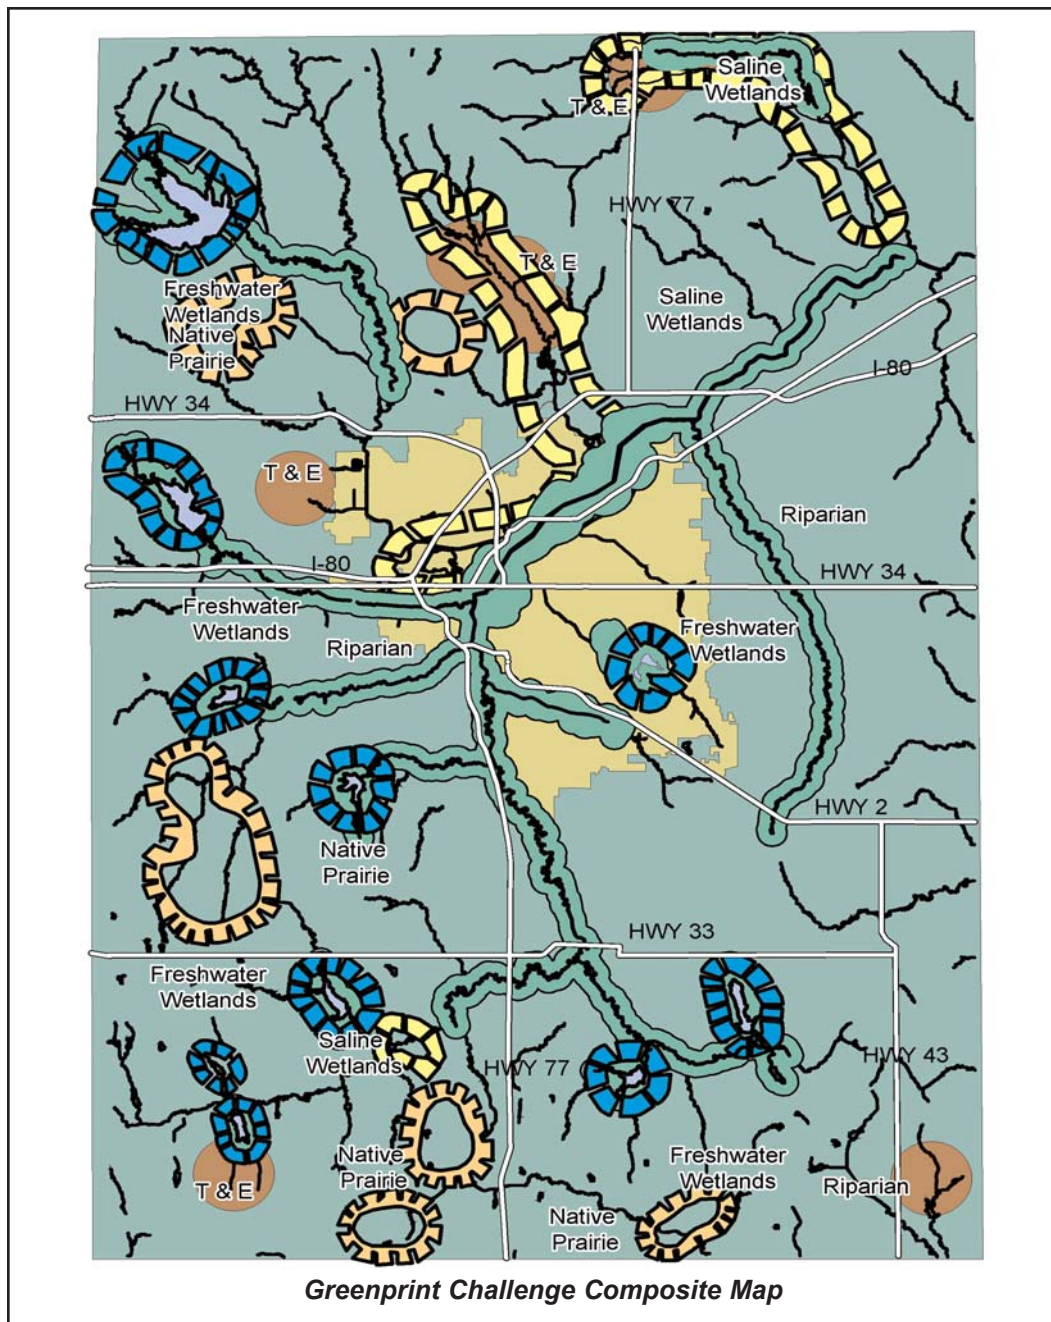 Saline
Wetlands
T & E
HWY 77
T & E
Freshwater
Wetlands
Native
Prairie
Saline
Wetlands
I-80
HWY 34
T & E
Riparian
I-80
HWY 34
Freshwater
Wetlands
Freshwater
Wetlands
Riparian
HWY 2
Native
Prairie
HWY 33
Freshwater
Wetlands
Saline
Wetlands
HWY 77
HWY 43
Native
Prairie
Freshwater
Wetlands
T & E
Riparian
Native
Prairie
Greenprint Challenge Composite Map